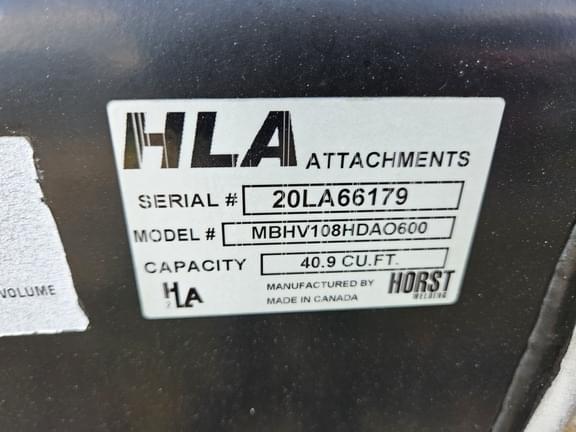 HLA ATTACHMENTS
SERIAL # 20LA66179
MODEL # MBHV108HDAO600
CAPACITY 40.9 CU.FT.
HLA
MANUFACTURED BY
MADE IN CANADA
HORST
WELDING
VOLUME